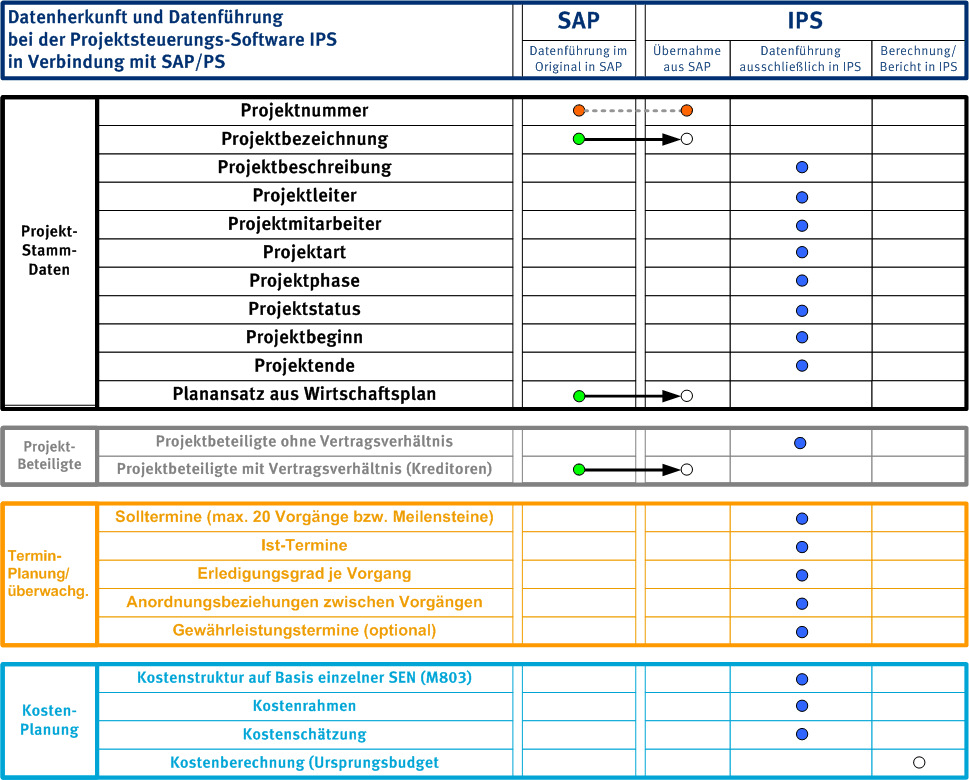 Datenherkunft und Datenführung
bei der Projektsteuerungs-Software IPS
in Verbindung mit SAP/PS
SAP
IPS
Datenführung im
Original in SAP
Übernahme
aus SAP
Datenführung
ausschließlich in IPS
Berechnung/
Bericht in IPS
Projekt-
Stamm-
Daten
Projektnummer
Projektbezeichnung
Projektbeschreibung
Projektleiter
Projektmitarbeiter
Projektart
Projektphase
Projektstatus
Projektbeginn
Projektende
Planansatz aus Wirtschaftsplan
Projekt-
Beteiligte
Projektbeteiligte ohne Vertragsverhältnis
Projektbeteiligte mit Vertragsverhältnis (Kreditoren)
Termin-
Planung/
überwachg.
Solltermine (max. 20 Vorgänge bzw. Meilensteine)
Ist-Termine
Erledigungsgrad je Vorgang
Anordnungsbeziehungen zwischen Vorgängen
Gewährleistungstermine (optional)
Kosten-
Planung
Kostenstruktur auf Basis einzelner SEN (M803)
Kostenrahmen
Kostenschätzung
Kostenberechnung (Ursprungsbudget